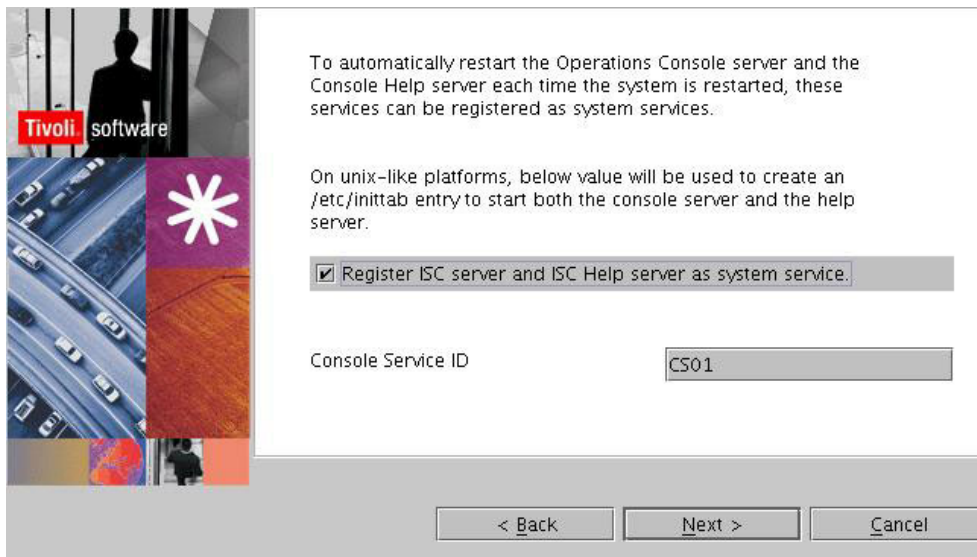 Tivoli. software
To automatically restart the Operations Console server and the
Console Help server each time the system is restarted, these
services can be registered as system services.
On unix-like platforms, below value will be used to create an
/etc/inittab entry to start both the console server and the help
server.
Register ISC server and ISC Help server as system service.
Console Service ID
CS01
< Back
Next >
Cancel